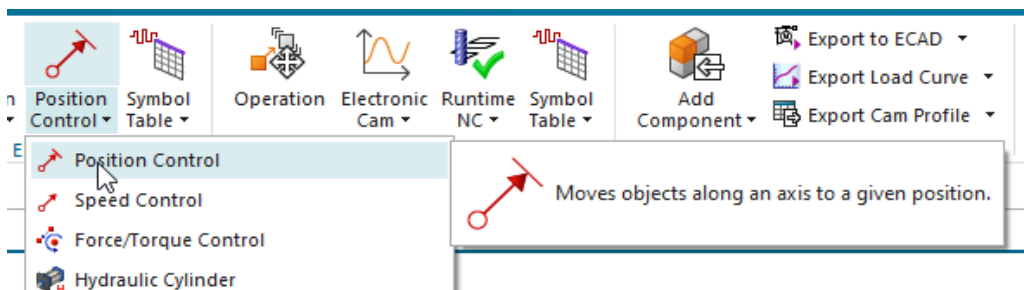 Export to ECAD
Export Load Curve
Export Cam Profile
Position
Control
Symbol
Table
Operation
Electronic
Cam
Runtime
NC
Symbol
Table
Add
Component
Position Control
Speed Control
Force/Torque Control
Hydraulic Cylinder
Moves objects along an axis to a given position.